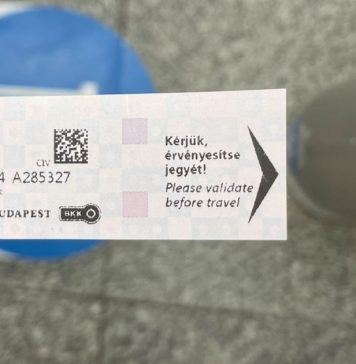 CIV
4 A285327
UDAPEST BKK
Kérjük,
érvényesítse
jegyét!
Please validate
before travel